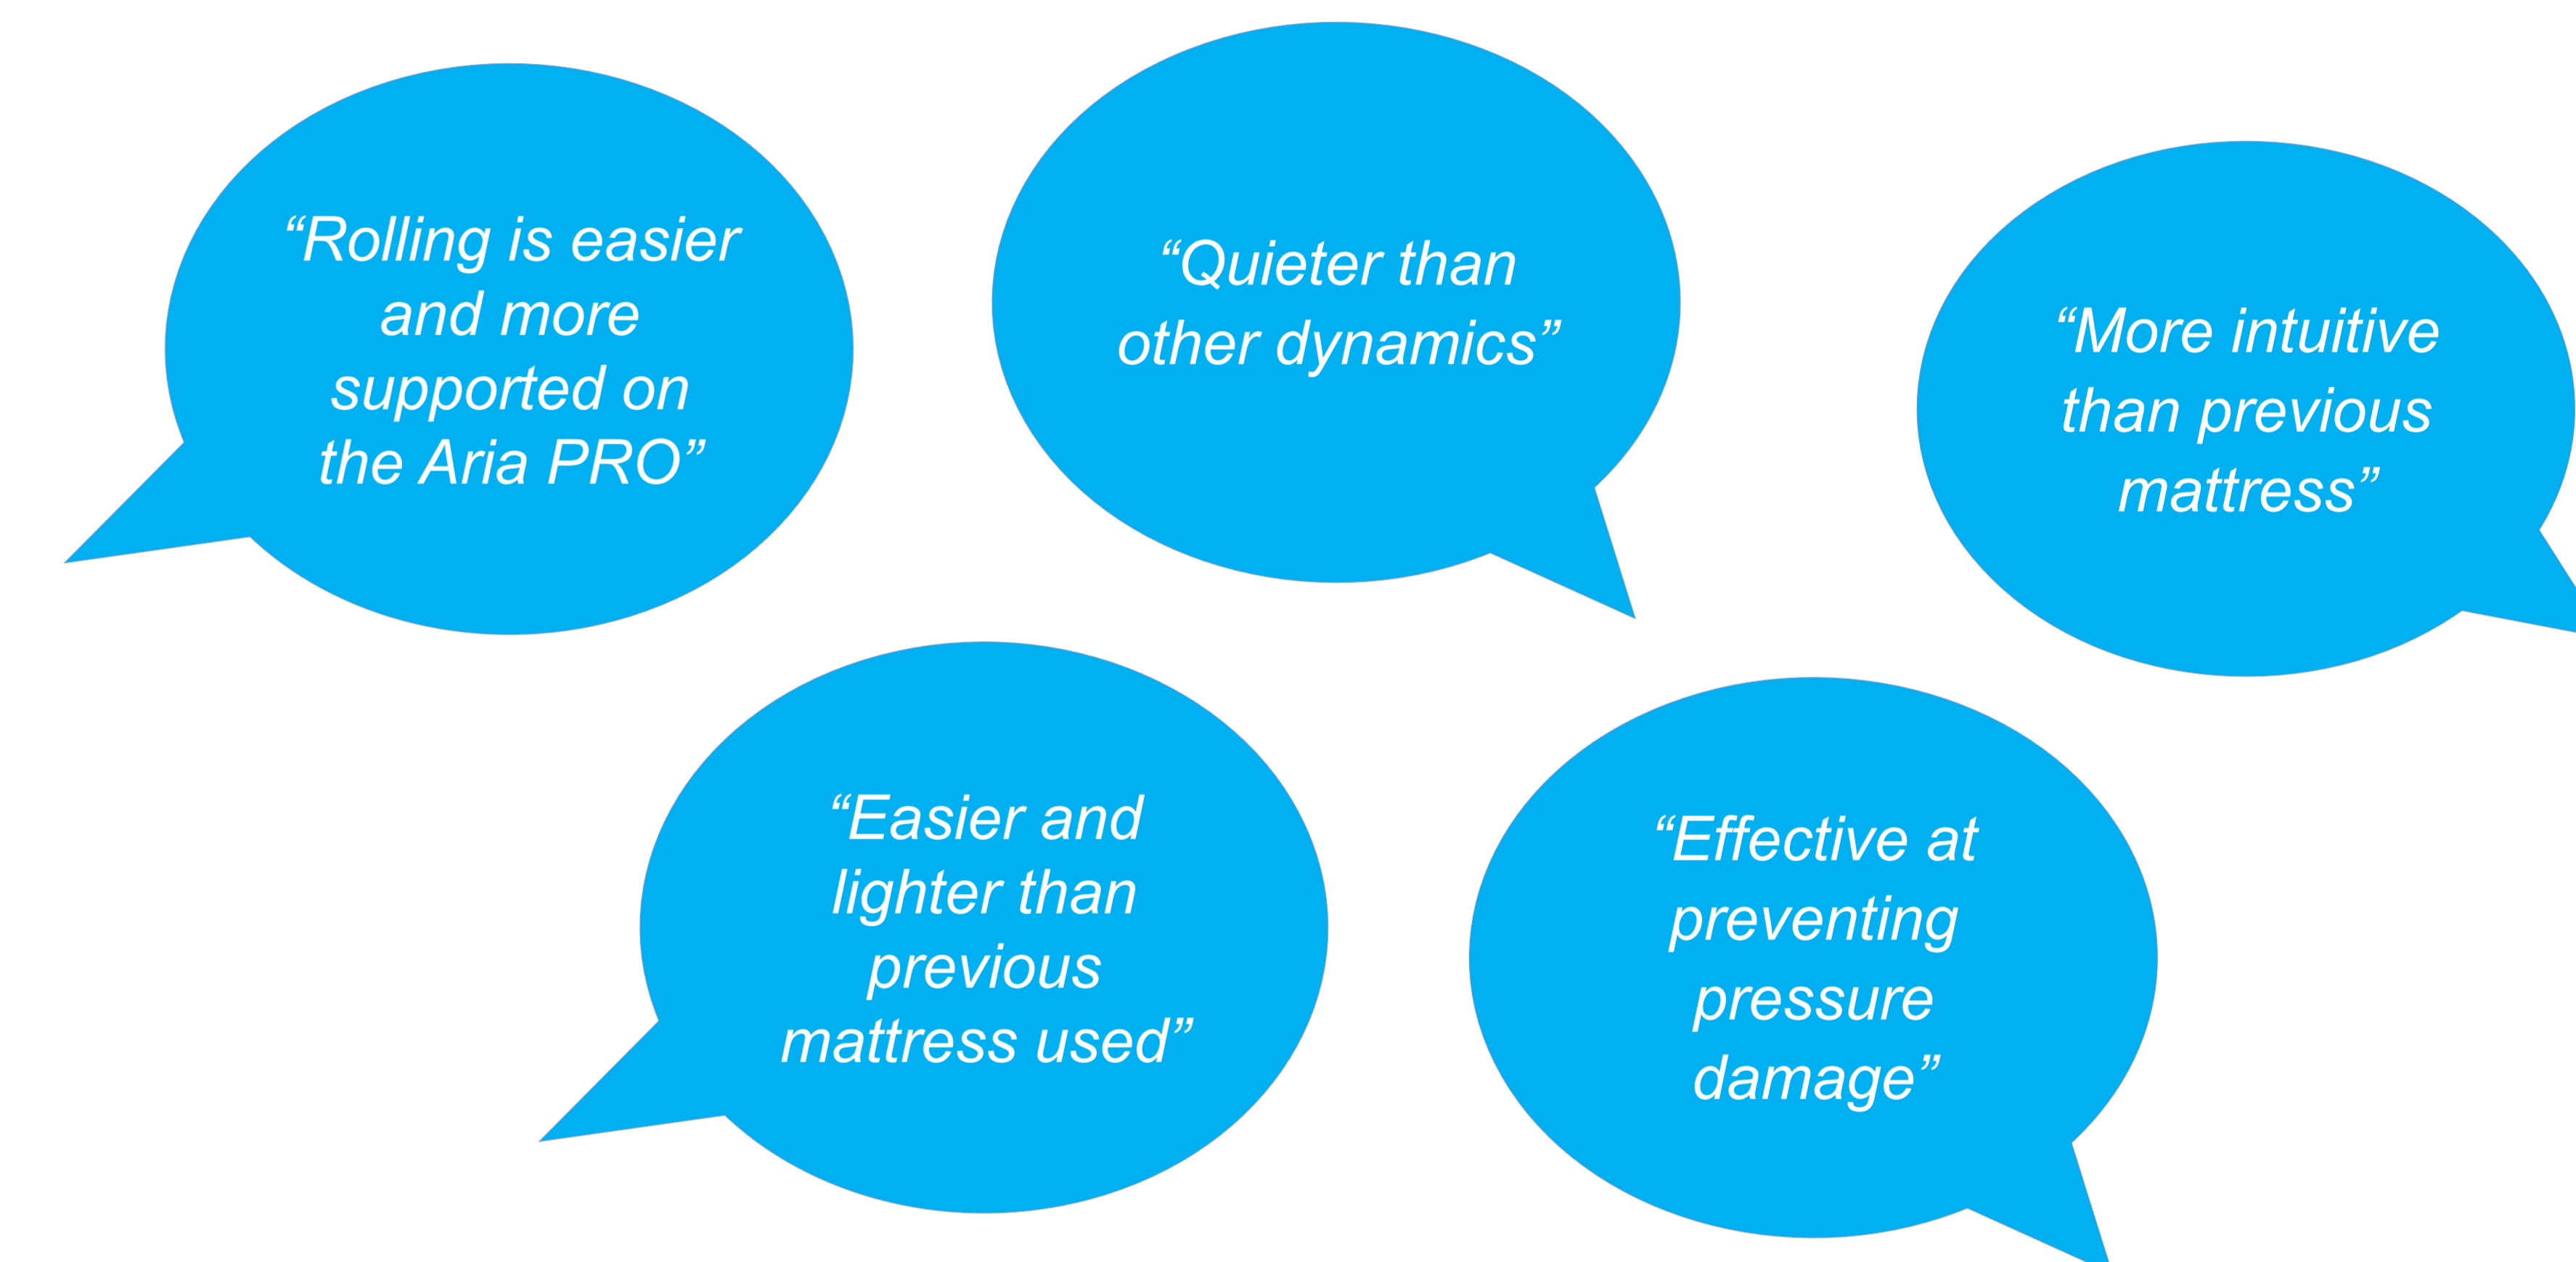 “Rolling is easier
and more
supported on
the Aria PRO”
“Quieter than
other dynamics”
“More intuitive
than previous
mattress”
“Easier and
lighter than
previous
mattress used”
“Effective at
preventing
pressure
damage”